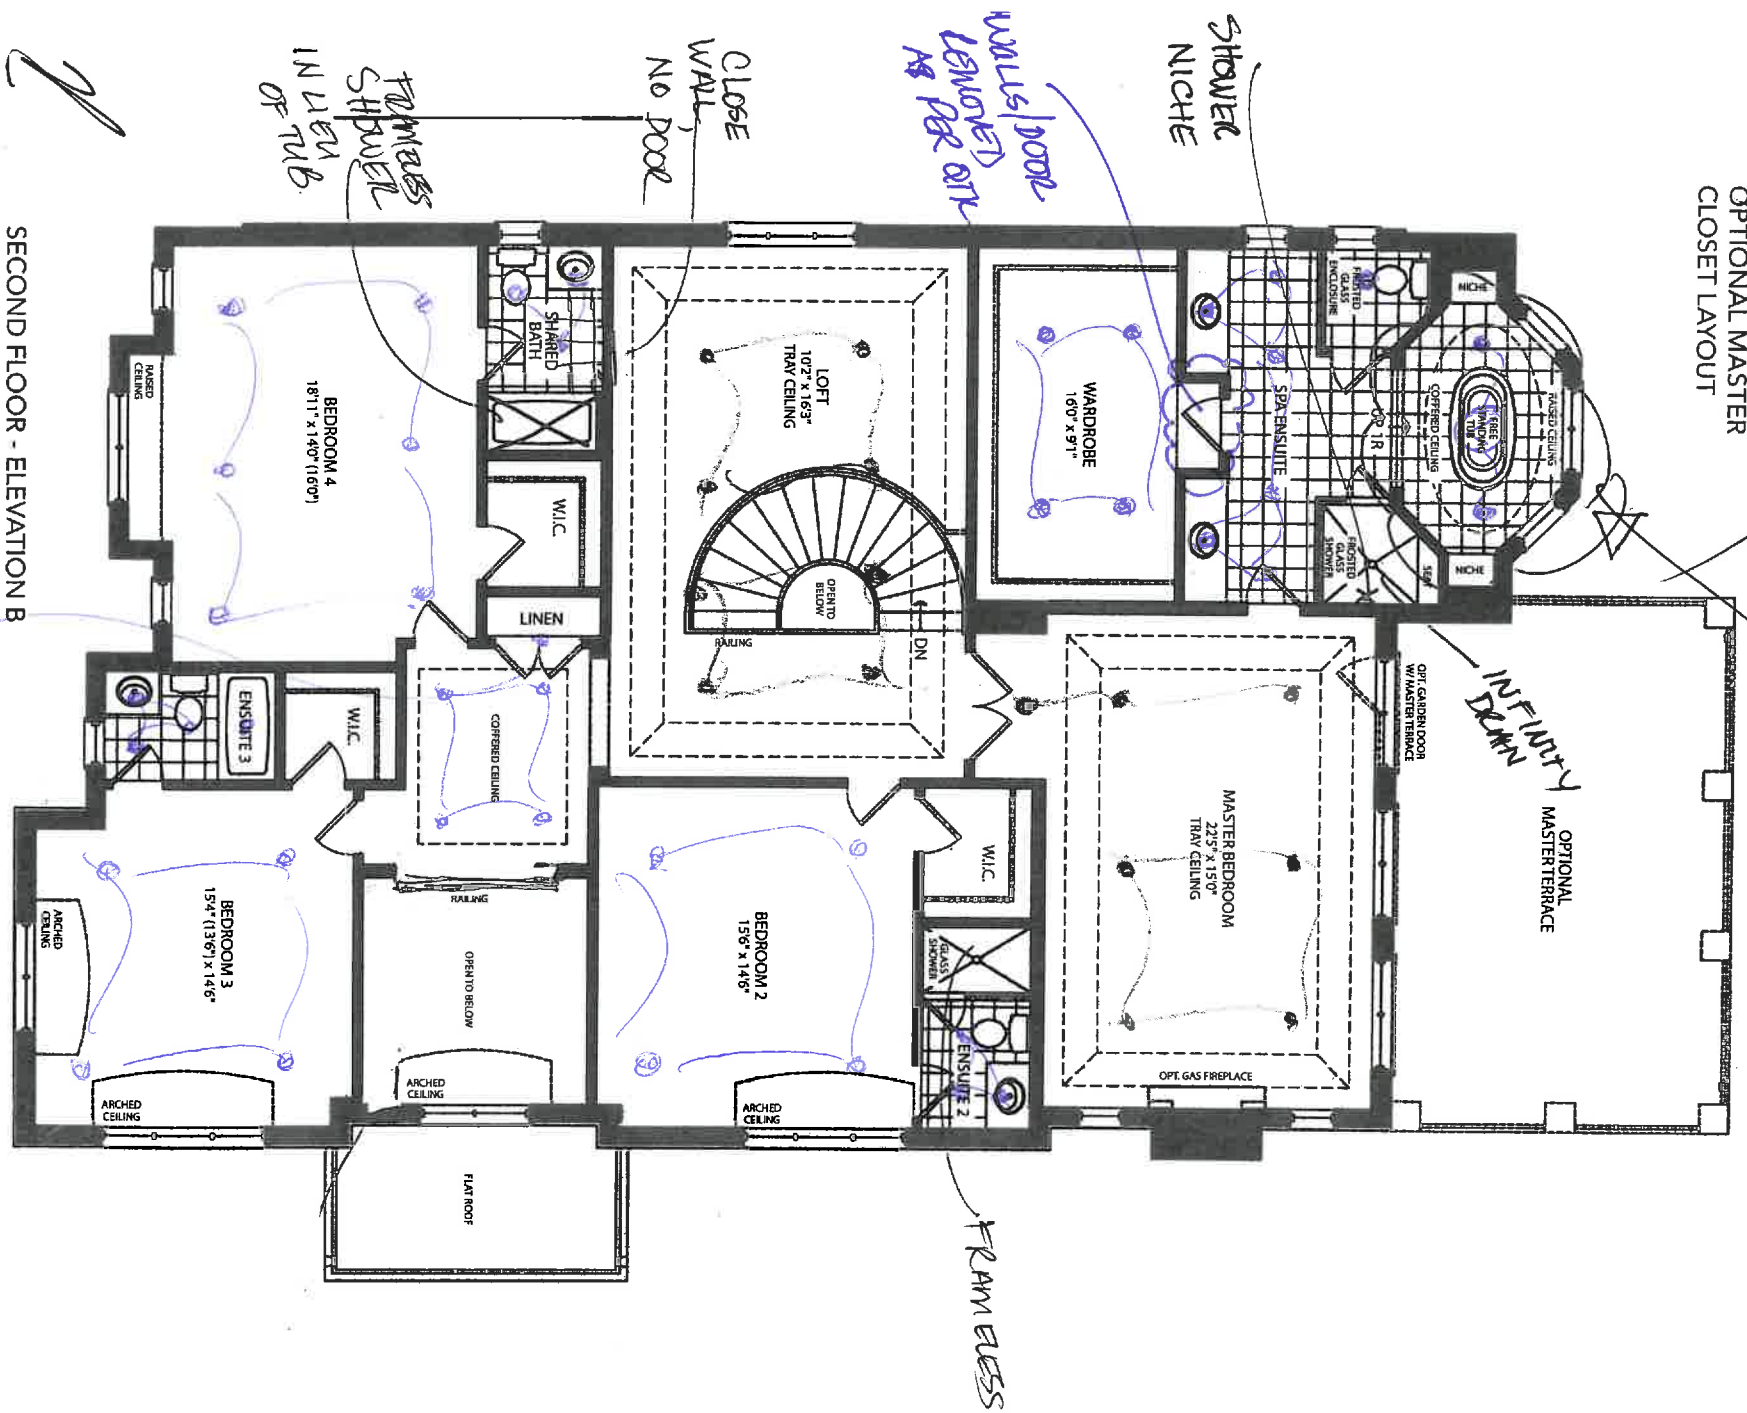 OPTIONAL MASTER
CLOSET LAYOUT
SHOWER
NICHE
WALLS/DOOR
REMOVED
AS PER
CLOSE
WALL,
NO DOOR
FRAMELESS
SHOWER
IN LIEU
OF TUB.
SECOND FLOOR - ELEVATION B
NICHE
FROSTED
GLASS
ENCLOSURE
RAISED CEILING
FREE
STANDING
TUB
COFFERED CEILING
1R
SPA ENSUITE
FROSTED
GLASS
SHOWER
SEAT
NICHE
WARDROBE
16'0" x 9'1"
LOFT
10'2" x 16'3"
TRAY CEILING
OPEN TO
BELOW
DN
RAILING
SHARED
BATH
W.I.C.
LINEN
BEDROOM 4
18'11" x 14'0" (16'0")
RAISED
CEILING
INFINITY
DRAIN
OPT. GARDEN DOOR
W/ MASTER TERRACE
OPTIONAL
MASTER TERRACE
MASTER BEDROOM
22'5" x 15'0"
TRAY CEILING
OPT. GAS FIREPLACE
W.I.C.
GLASS
SHOWER
ENSUITE 2
BEDROOM 2
15'6" x 14'6"
ARCHED
CEILING
COFFERED CEILING
RAILING
OPEN TO BELOW
ARCHED
CEILING
FLAT ROOF
W.I.C.
ENSUITE 3
BEDROOM 3
15'4" (13'6") x 14'6"
ARCHED
CEILING
ARCHED
CEILING
FRAMELESS